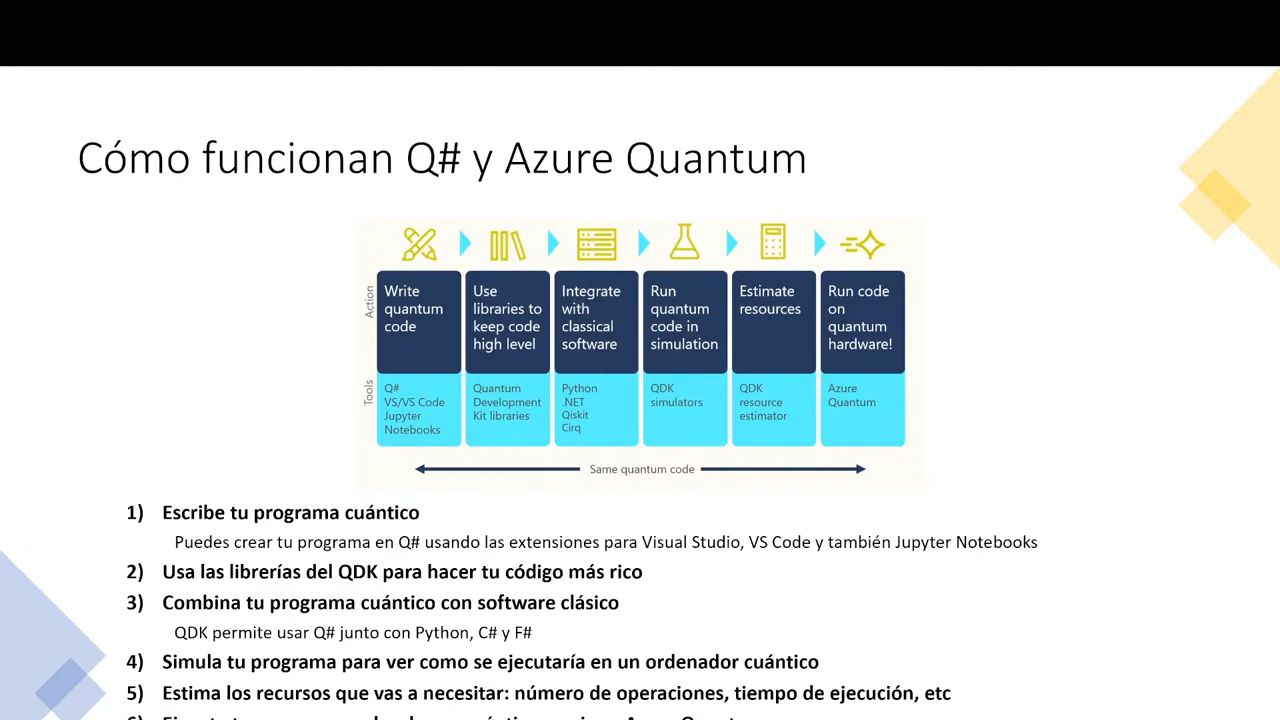 Cómo funcionan Q# y Azure Quantum
Action
Write quantum code
Use libraries to keep code high level
Integrate with classical software
Run quantum code in simulation
Estimate resources
Run code on quantum hardware!
Tools
Q# VS/VS Code Jupyter Notebooks
Quantum Development Kit libraries
Python .NET Qiskit Cirq
QDK simulators
QDK resource estimator
Azure Quantum
Same quantum code
1) Escribe tu programa cuántico
Puedes crear tu programa en Q# usando las extensiones para Visual Studio, VS Code y también Jupyter Notebooks
2) Usa las librerías del QDK para hacer tu código más rico
3) Combina tu programa cuántico con software clásico
QDK permite usar Q# junto con Python, C# y F#
4) Simula tu programa para ver como se ejecutaría en un ordenador cuántico
5) Estima los recursos que vas a necesitar: número de operaciones, tiempo de ejecución, etc